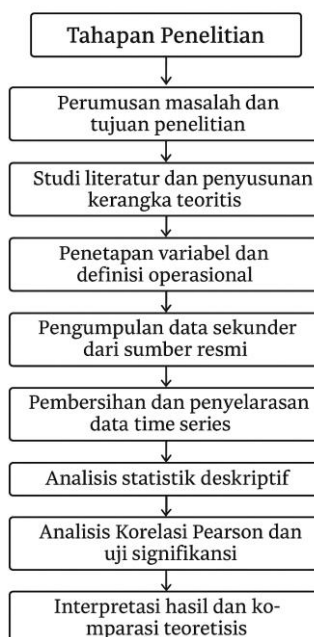 Tahapan Penelitian
Perumusan masalah dan
tujuan penelitian
Studi literatur dan penyusunan
kerangka teoritis
Penetapan variabel dan
definisi operasional
Pengumpulan data sekunder
dari sumber resmi
Pembersihan dan penyelarasan
data time series
Analisis statistik deskriptif
Analisis Korelasi Pearson dan
uji signifikansi
Interpretasi hasil dan ko-
mparasi teoretisis